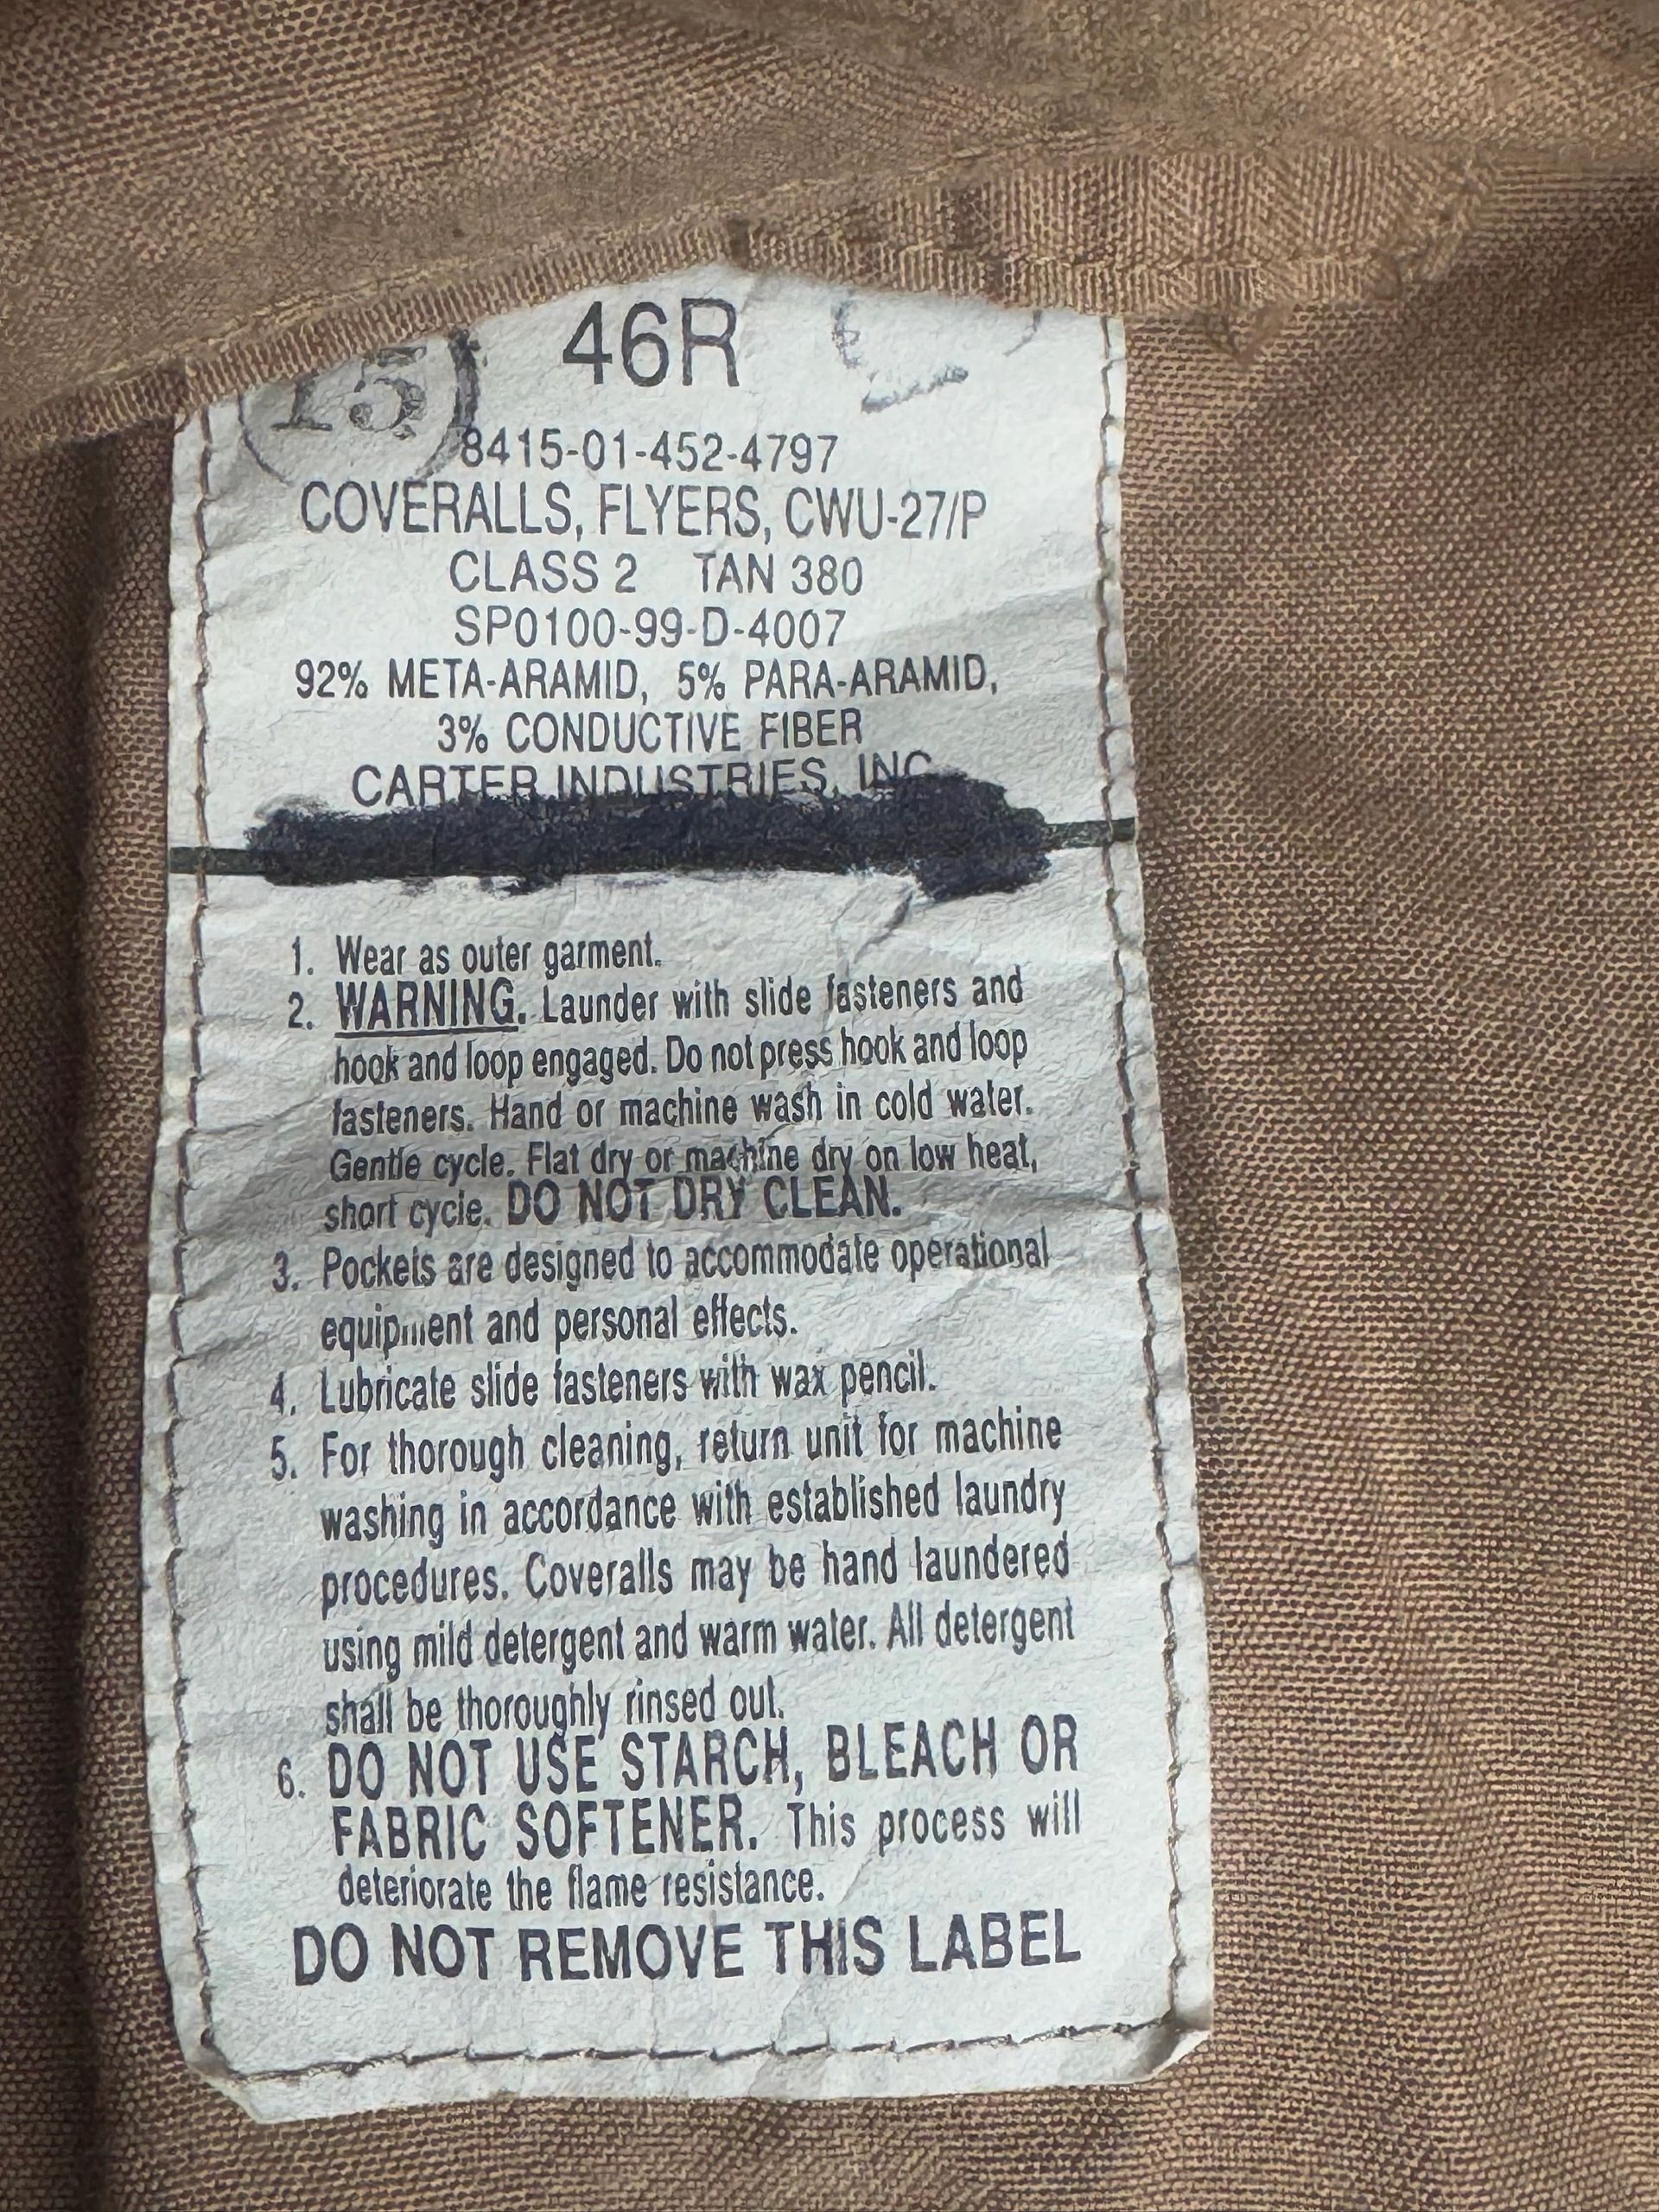 46R
15
8415-01-452-4797
COVERALLS, FLYERS, CWU-27/P
CLASS 2 TAN 380
SP0100-99-D-4007
92% META-ARAMID, 5% PARA-ARAMID,
3% CONDUCTIVE FIBER
CARTER INDUSTRIES, INC.
1. Wear as outer garment.
2. WARNING. Launder with slide fasteners and
hook and loop engaged. Do not press hook and loop
fasteners. Hand or machine wash in cold water.
Gentle cycle. Flat dry or machine dry on low heat,
short cycle. DO NOT DRY CLEAN.
3. Pockets are designed to accommodate operational
equipment and personal effects.
4. Lubricate slide fasteners with wax pencil.
5. For thorough cleaning, return unit for machine
washing in accordance with established laundry
procedures. Coveralls may be hand laundered
using mild detergent and warm water. All detergent
shall be thoroughly rinsed out.
6. DO NOT USE STARCH, BLEACH OR
FABRIC SOFTENER. This process will
deteriorate the flame resistance.
DO NOT REMOVE THIS LABEL